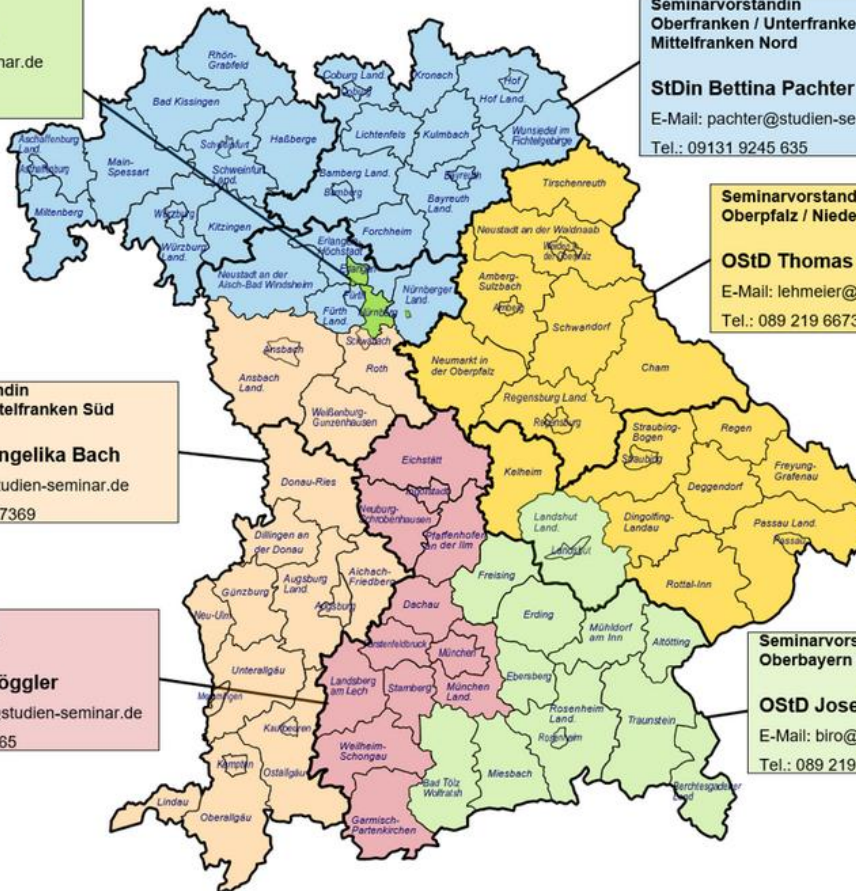 nar.de
Seminarvorständin
Oberfranken / Unterfranke
Mittelfranken Nord
StDin Bettina Pachter
E-Mail: pachter@studien-se
Tel.: 09131 9245 635
Seminarvorstand
Oberpfalz / Niede
OStD Thomas
E-Mail: lehmeier@
Tel.: 089 219 6673
ndin
telfranken Süd
ngelika Bach
tudien-seminar.de
7369
öggler
studien-seminar.de
65
Seminarvors
Oberbayern
OStD Jose
E-Mail: biro@
Tel.: 089 219
Rhön-
Grabfeld
Coburg Land.
Coburg
Kronach
Hof
Hof Land.
Bad Kissingen
Lichtenfels
Kulmbach
Wunsiedel im
Fichtelgebirge
Aschaffenburg
Land.
Aschaffenburg
Main-
Spessart
Schweinfurt
Schweinfurt
Land.
Haßberge
Bamberg Land.
Bamberg
Bayreuth
Bayreuth
Land.
Miltenberg
Würzburg
Würzburg
Land.
Kitzingen
Forchheim
Tirschenreuth
Neustadt an der
Aisch-Bad Windsheim
Erlangen-
Höchstadt
Erlangen
Fürth
Fürth
Land.
Nürnberg
Nürnberger
Land.
Neustadt an der Waldnaab
Weiden in
der Oberpfalz
Amberg-
Sulzbach
Amberg
Schwandorf
Ansbach
Ansbach
Land.
Schwabach
Roth
Neumarkt in
der Oberpfalz
Cham
Weißenburg-
Gunzenhausen
Regensburg Land.
Regensburg
Straubing-
Bogen
Straubing
Regen
Eichstätt
Kelheim
Deggendorf
Freyung-
Grafenau
Donau-Ries
Ingolstadt
Neuburg-
Schrobenhausen
Pfaffenhofen
an der Ilm
Landshut
Land.
Landshut
Dingolfing-
Landau
Passau Land.
Passau
Dillingen an
der Donau
Rottal-Inn
Günzburg
Augsburg
Land.
Augsburg
Aichach-
Friedberg
Freising
Dachau
Erding
Mühldorf
am Inn
Altötting
Neu-Ulm
Fürstenfeldbruck
München
Unterallgäu
Memmingen
Landsberg
am Lech
Starnberg
München
Land.
Ebersberg
Rosenheim
Land.
Rosenheim
Traunstein
Kaufbeuren
Weilheim-
Schongau
Kempten
Ostallgäu
Bad Tölz
Wolfratsh
Miesbach
Berchtesgadener
Land
Lindau
Oberallgäu
Garmisch-
Partenkirchen